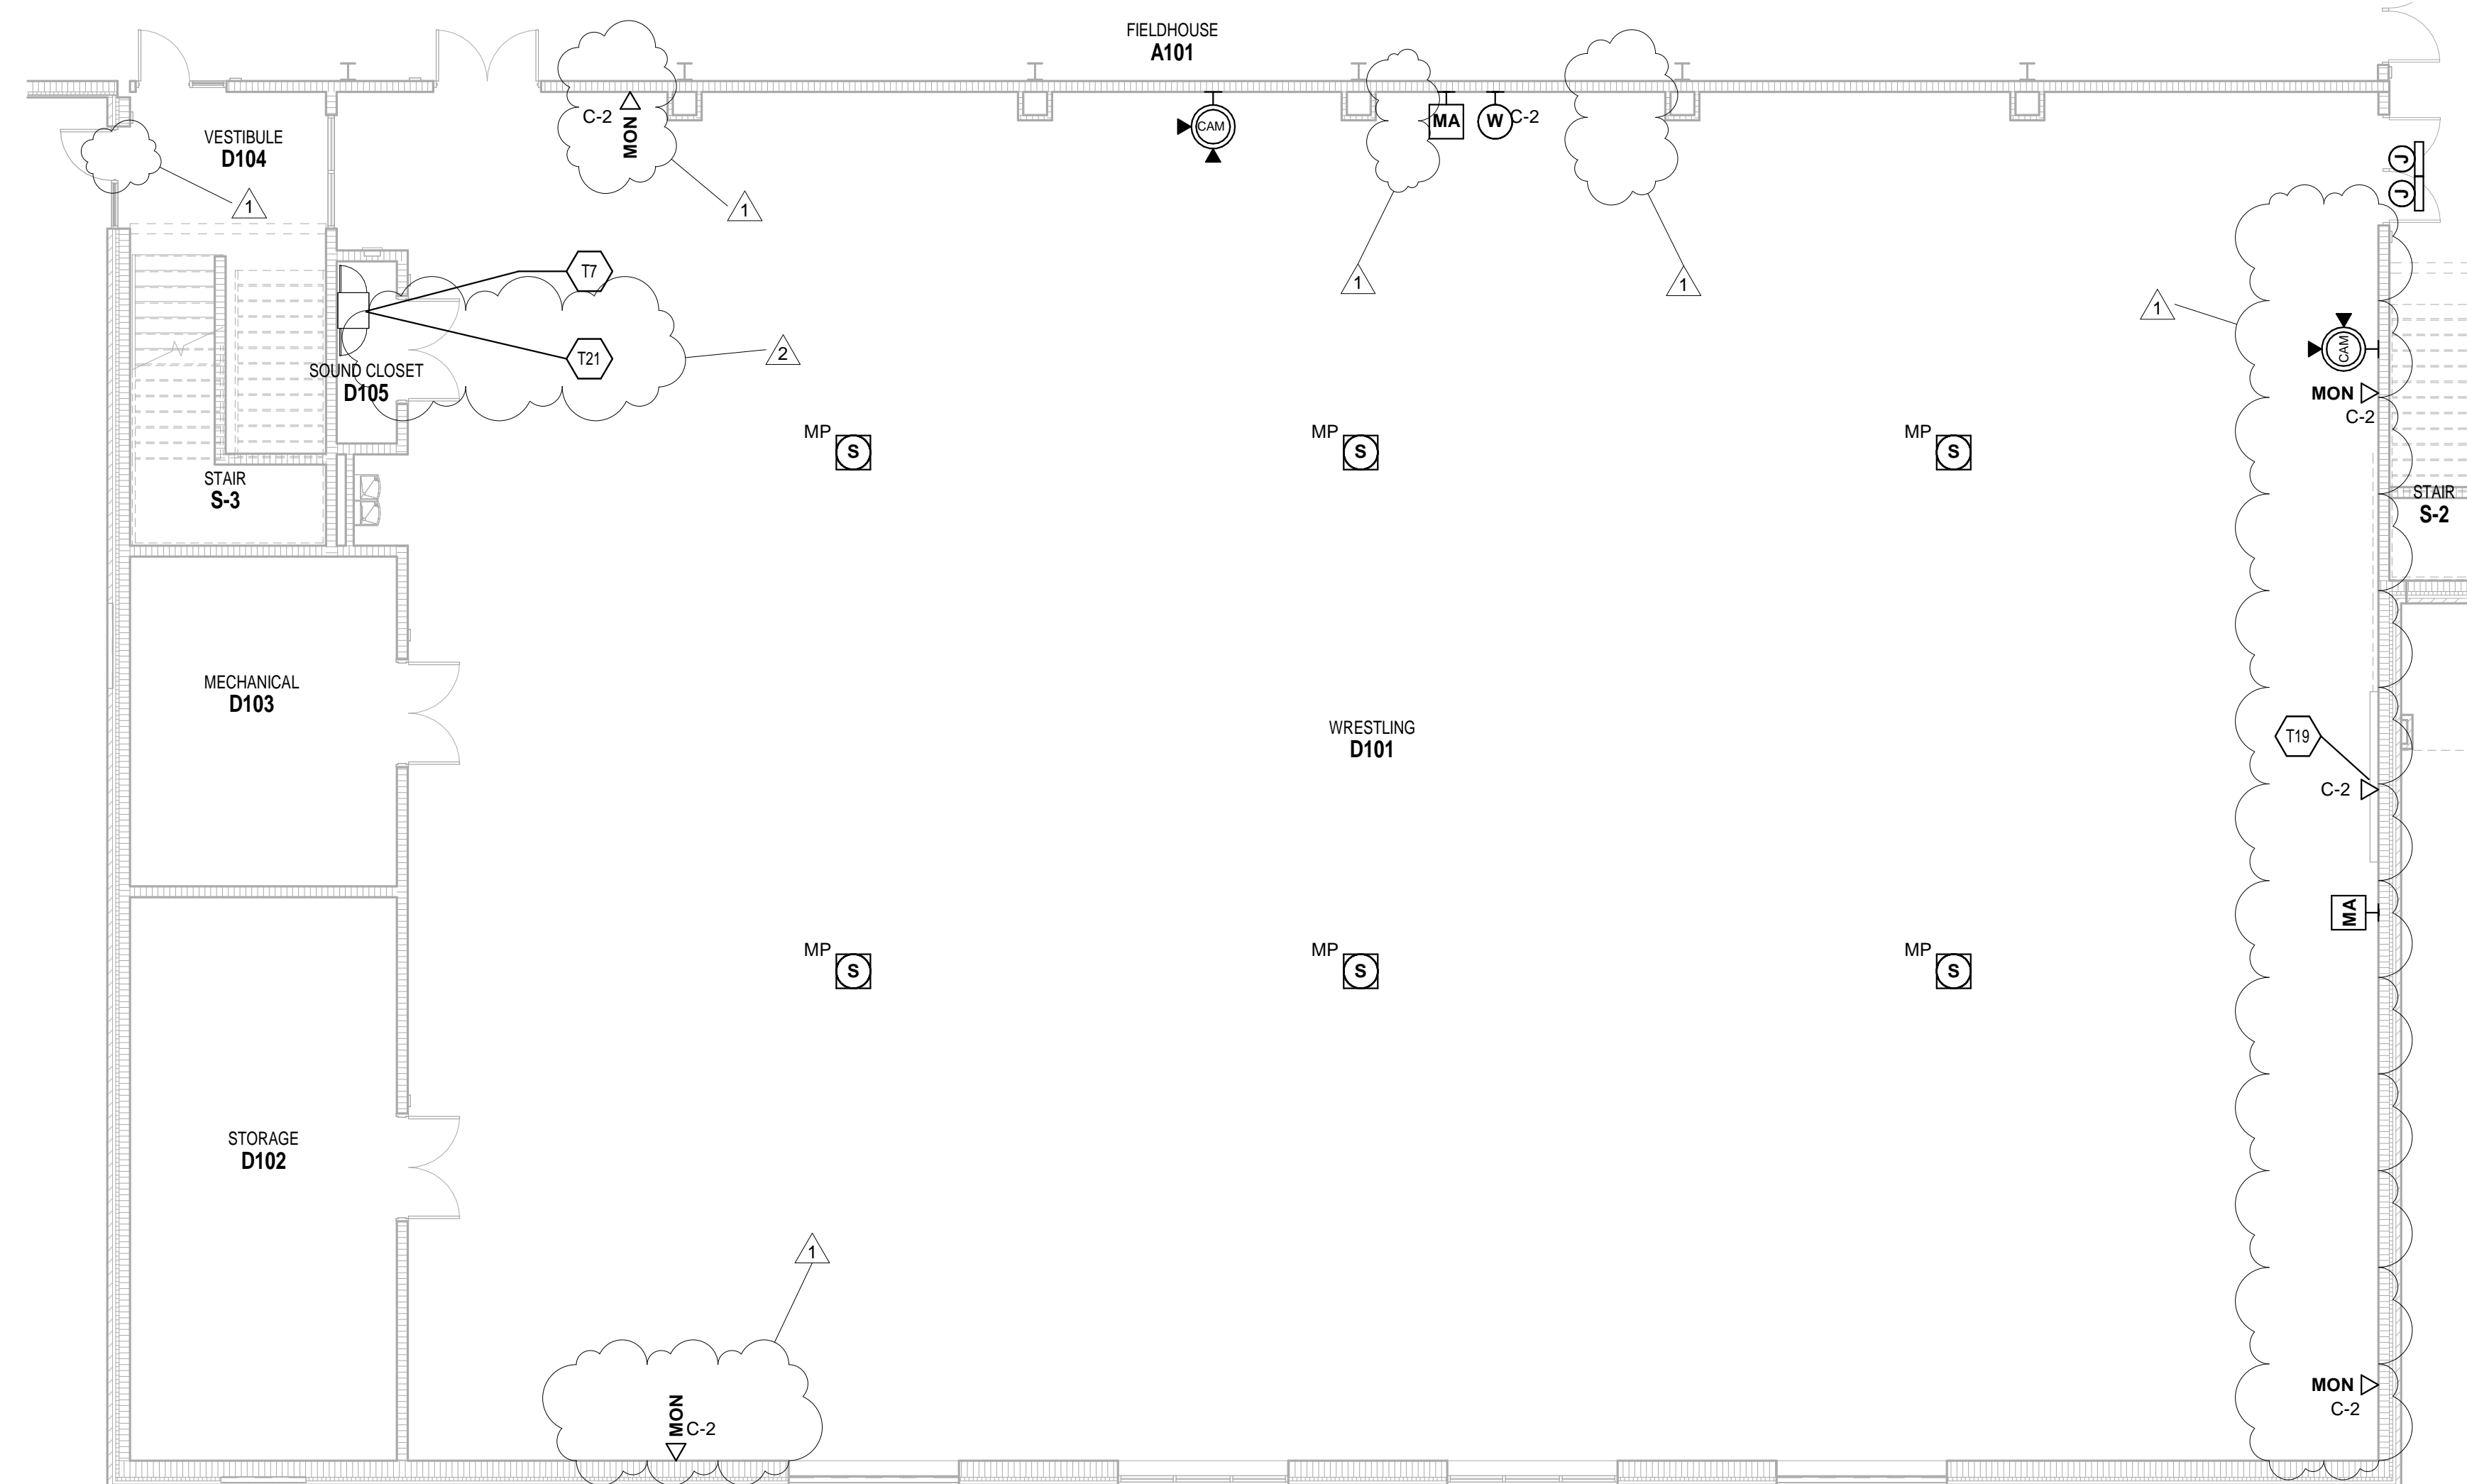 FIELDHOUSE
A101
VESTIBULE
D104
1
C-2
MON
1
CAM
MA
W
C-2
1
1
J
J
T7
T21
2
SOUND CLOSET
D105
1
CAM
MON
C-2
MP
S
MP
S
MP
S
STAIR
S-3
STAIR
S-2
MECHANICAL
D103
WRESTLING
D101
T19
C-2
MA
MP
S
MP
S
MP
S
STORAGE
D102
1
MON
C-2
MON
C-2